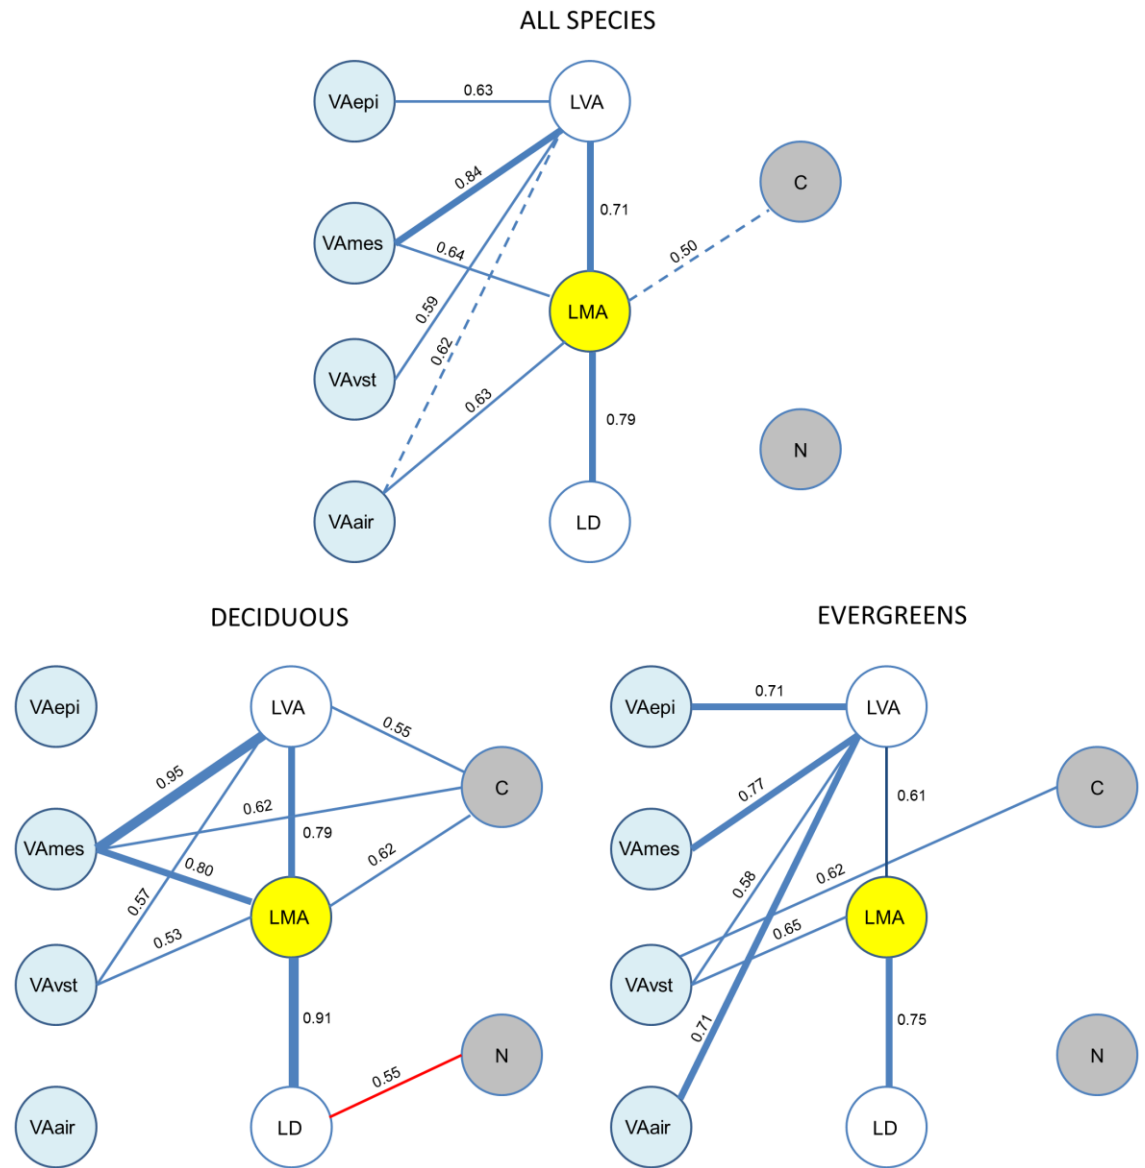 ALL SPECIES
VAepi
0.63
LVA
C
0.84
0.71
VAmes
0.64
0.50
0.59
LMA
0.62
VAvst
0.63
0.79
N
VAair
LD
DECIDUOUS
VAepi
LVA
0.55
0.95
C
0.62
0.79
VAmes
0.80
0.62
0.57
LMA
0.53
VAvst
0.91
N
0.55
VAair
LD
EVERGREENS
VAepi
0.71
LVA
C
0.77
0.61
VAmes
0.58
0.62
LMA
0.65
VAvst
0.71
0.75
N
VAair
LD